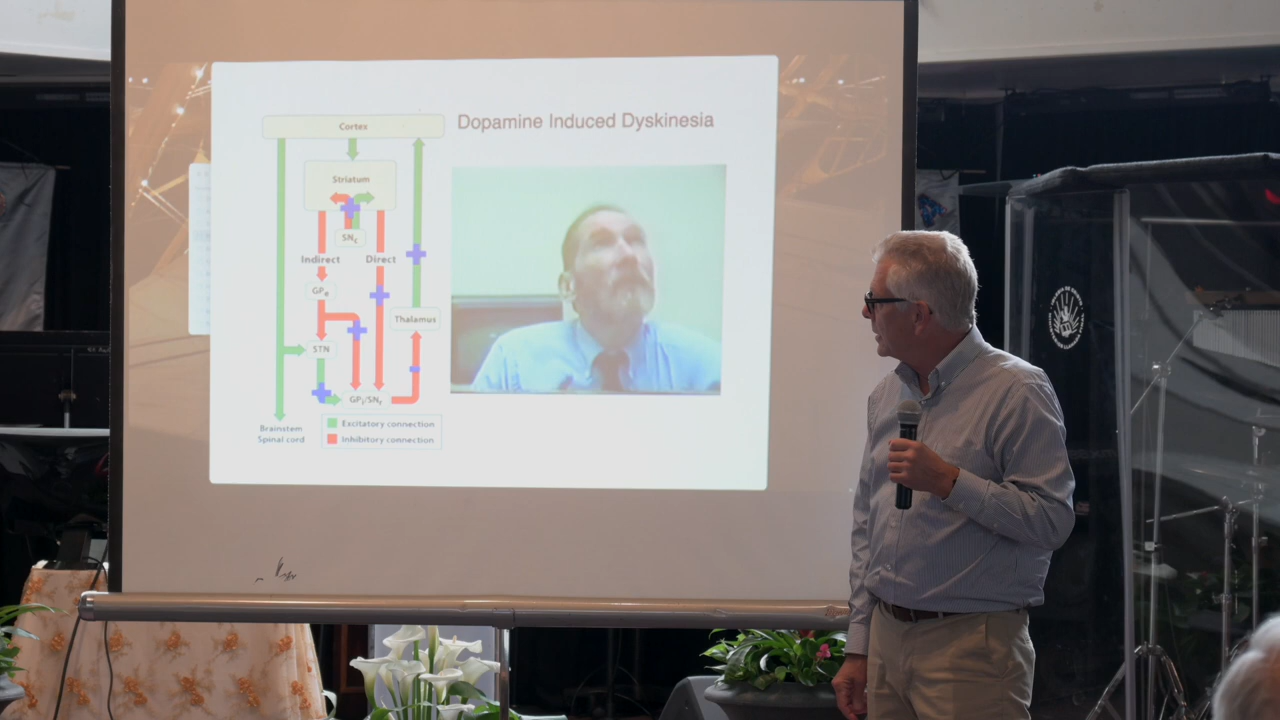 Dopamine Induced Dyskinesia
Cortex
Striatum
SNc
Indirect Direct
GPe
Thalamus
STN
GPi/SNr
Brainstem
Spinal cord
Excitatory connection
Inhibitory connection